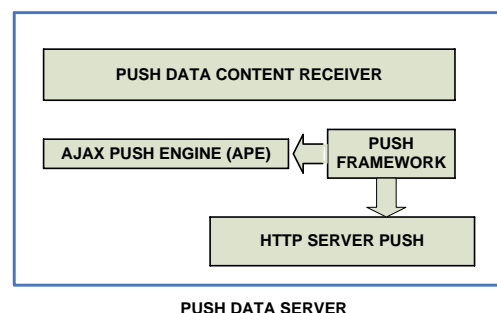 PUSH DATA CONTENT RECEIVER
AJAX PUSH ENGINE (APE)
PUSH
FRAMEWORK
HTTP SERVER PUSH
PUSH DATA SERVER